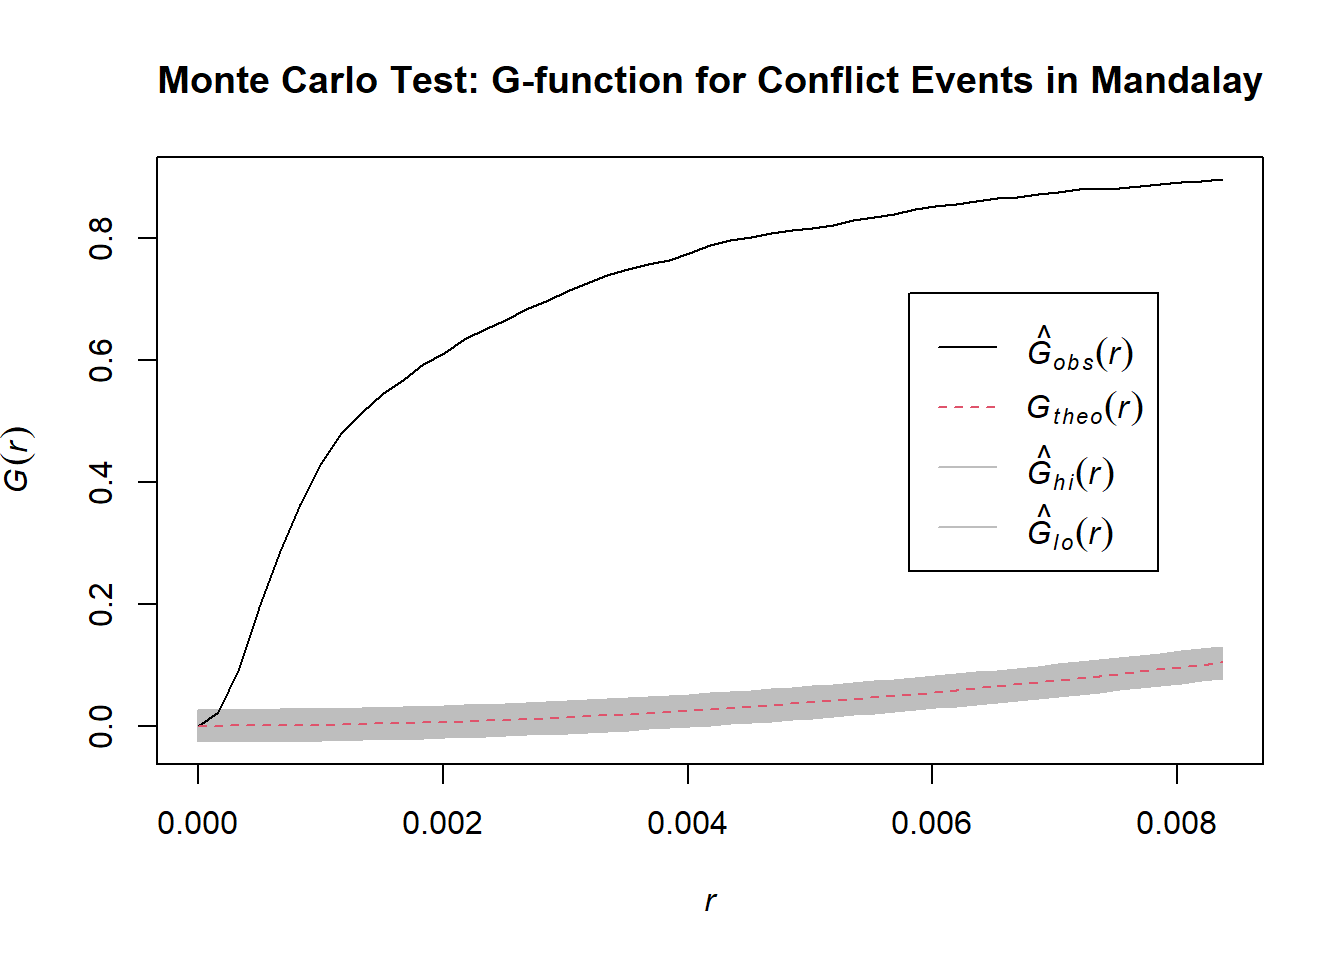 Monte Carlo Test: G-function for Conflict Events in Mandalay
G(r)
0.8
0.6
0.4
0.2
0.0
Ĝobs(r)
Gtheo(r)
Ĝhi(r)
Ĝlo(r)
0.000 0.002 0.004 0.006 0.008
r